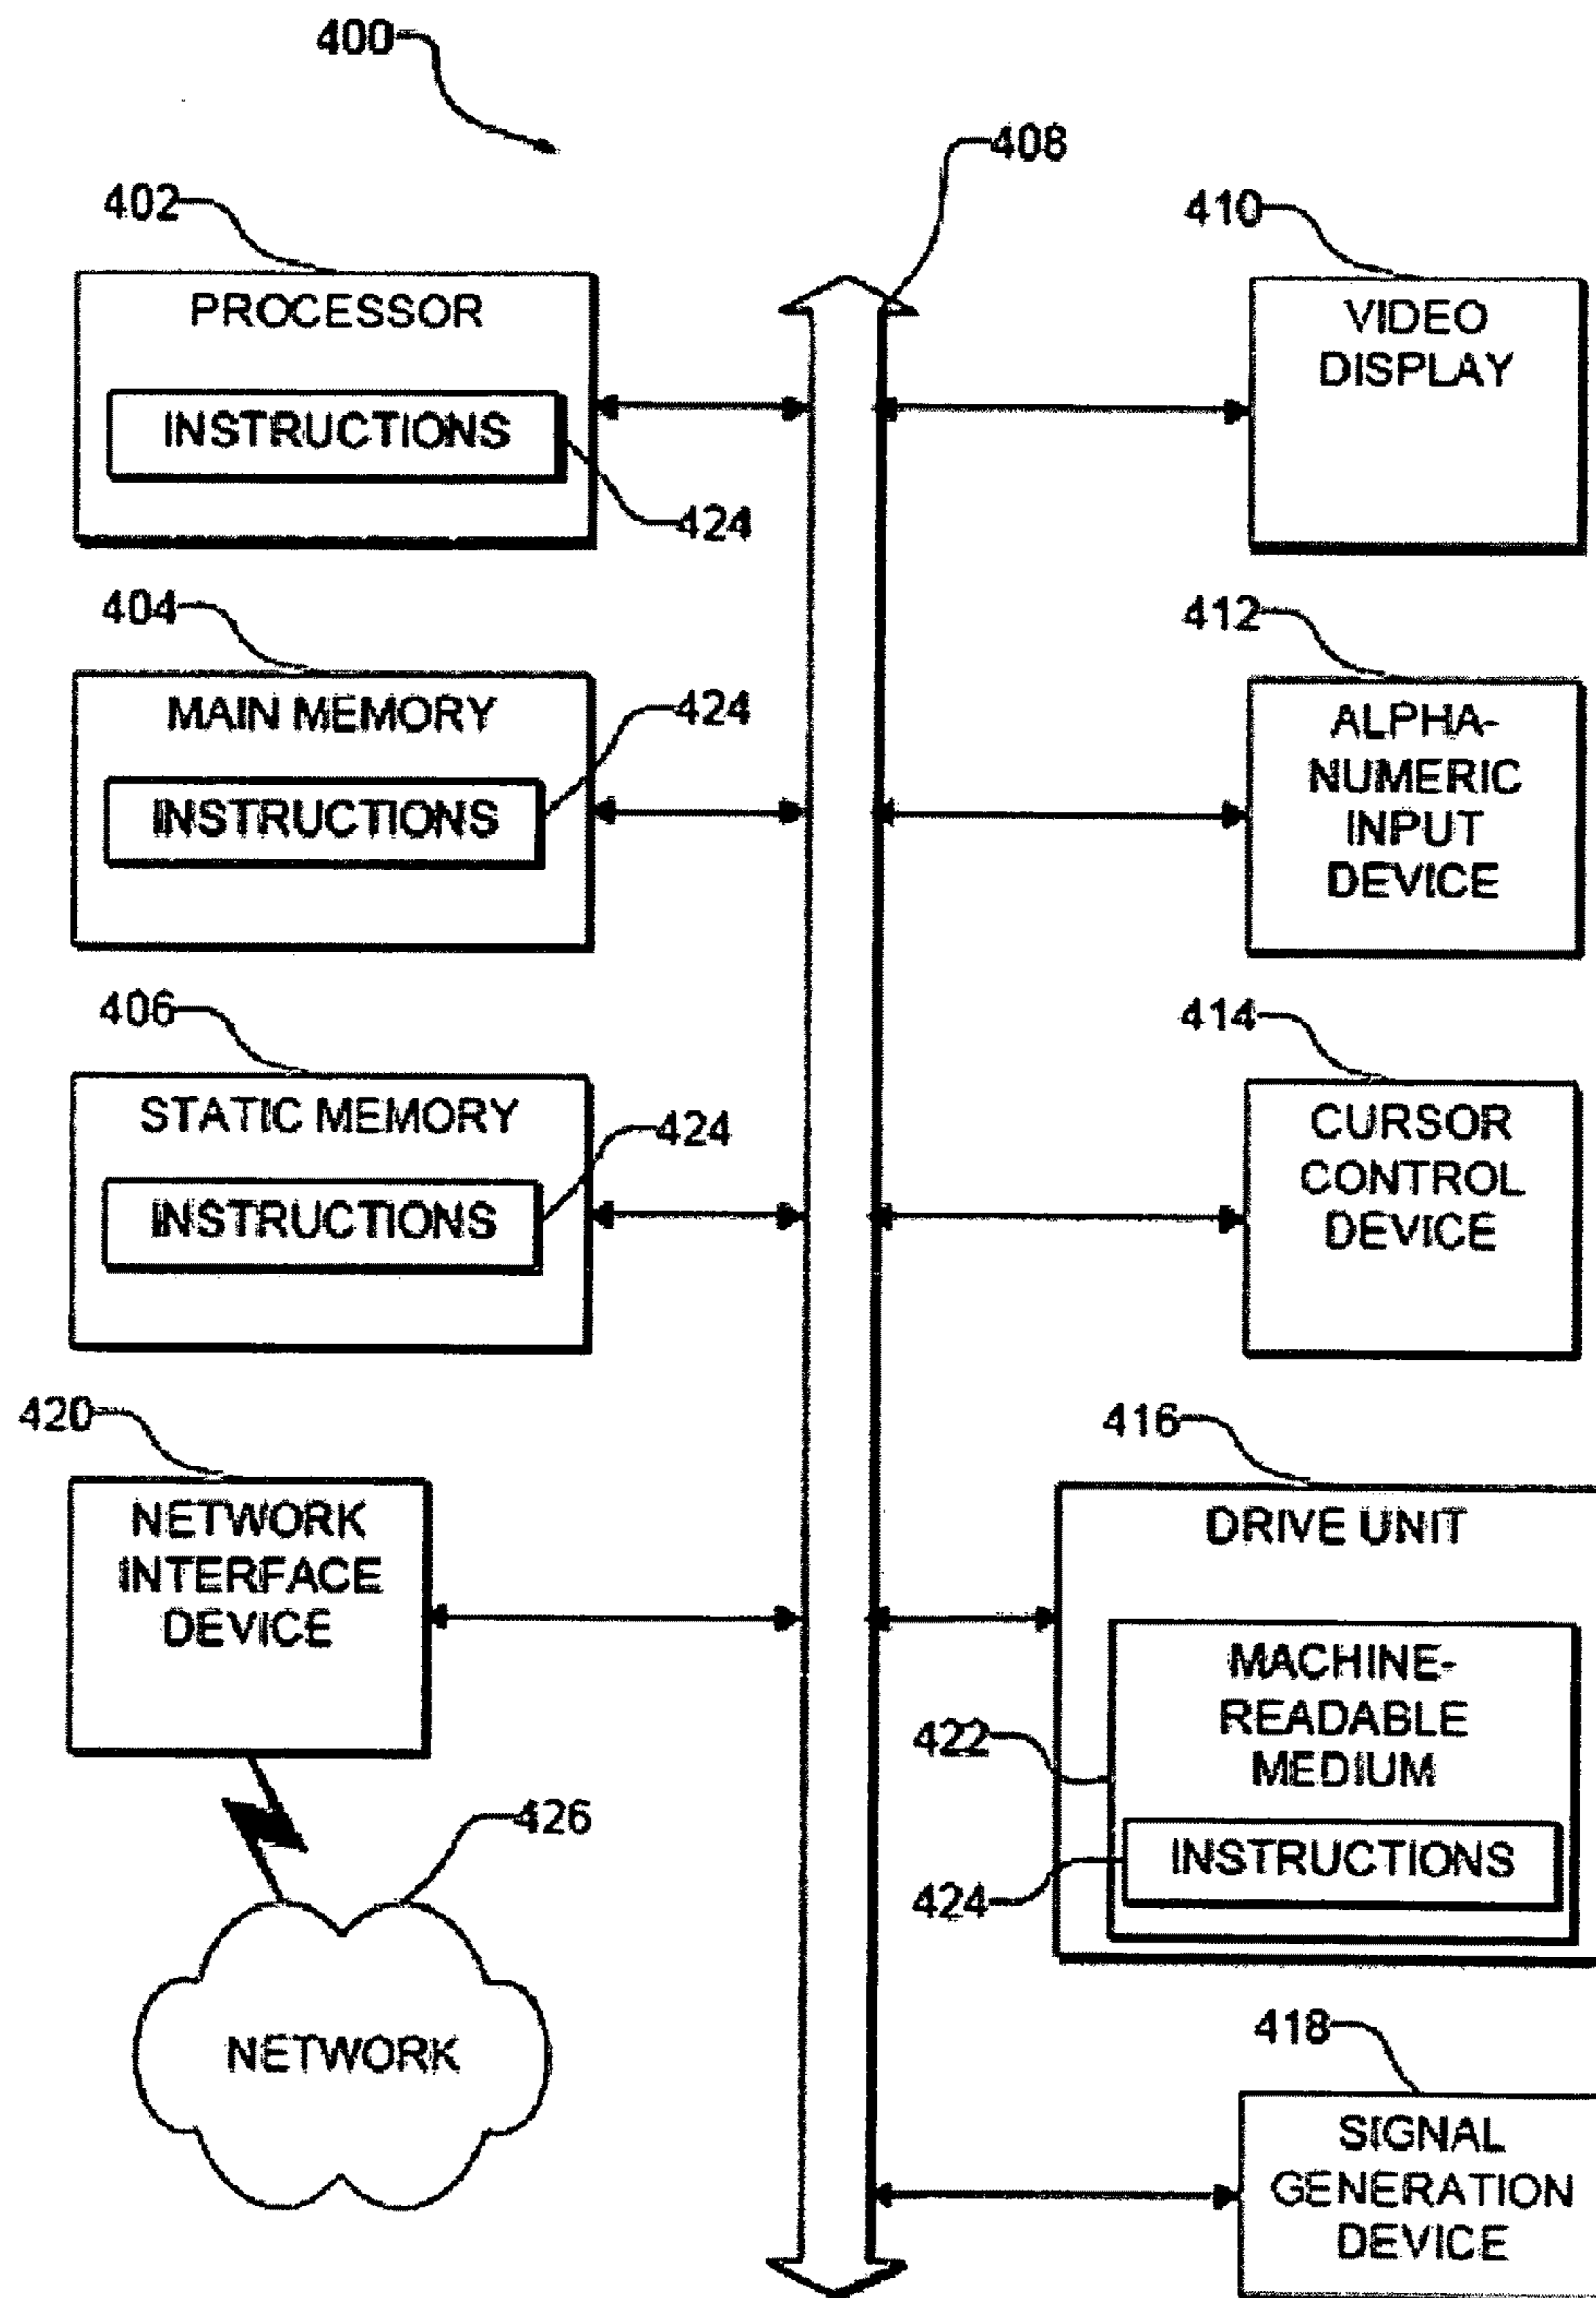 400
408
402
410
PROCESSOR
INSTRUCTIONS
424
VIDEO
DISPLAY
404
412
MAIN MEMORY
424
INSTRUCTIONS
ALPHA-
NUMERIC
INPUT
DEVICE
406
414
STATIC MEMORY
424
INSTRUCTIONS
CURSOR
CONTROL
DEVICE
420
416
NETWORK
INTERFACE
DEVICE
DRIVE UNIT
MACHINE-
READABLE
MEDIUM
422
INSTRUCTIONS
424
426
NETWORK
418
SIGNAL
GENERATION
DEVICE